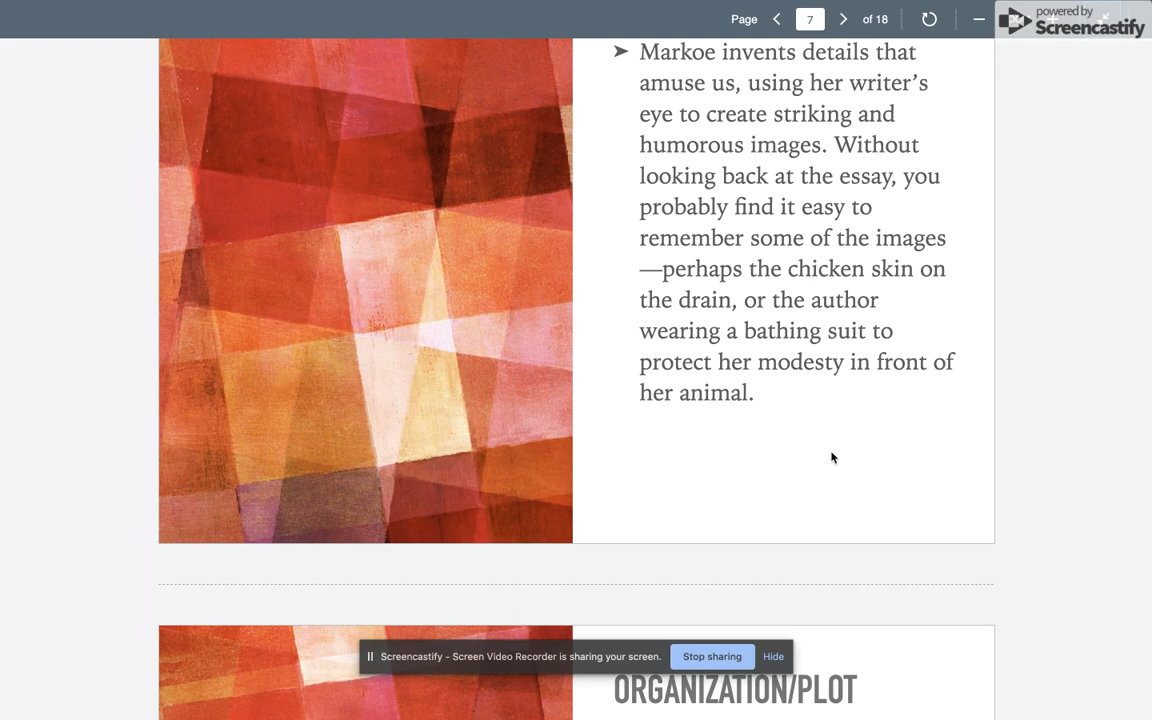 Page 7 of 18
powered by
Screencastify
➤ Markoe invents details that
amuse us, using her writer’s
eye to create striking and
humorous images. Without
looking back at the essay, you
probably find it easy to
remember some of the images
—perhaps the chicken skin on
the drain, or the author
wearing a bathing suit to
protect her modesty in front of
her animal.
Screencastify - Screen Video Recorder is sharing your screen. Stop sharing Hide
ORGANIZATION/PLOT